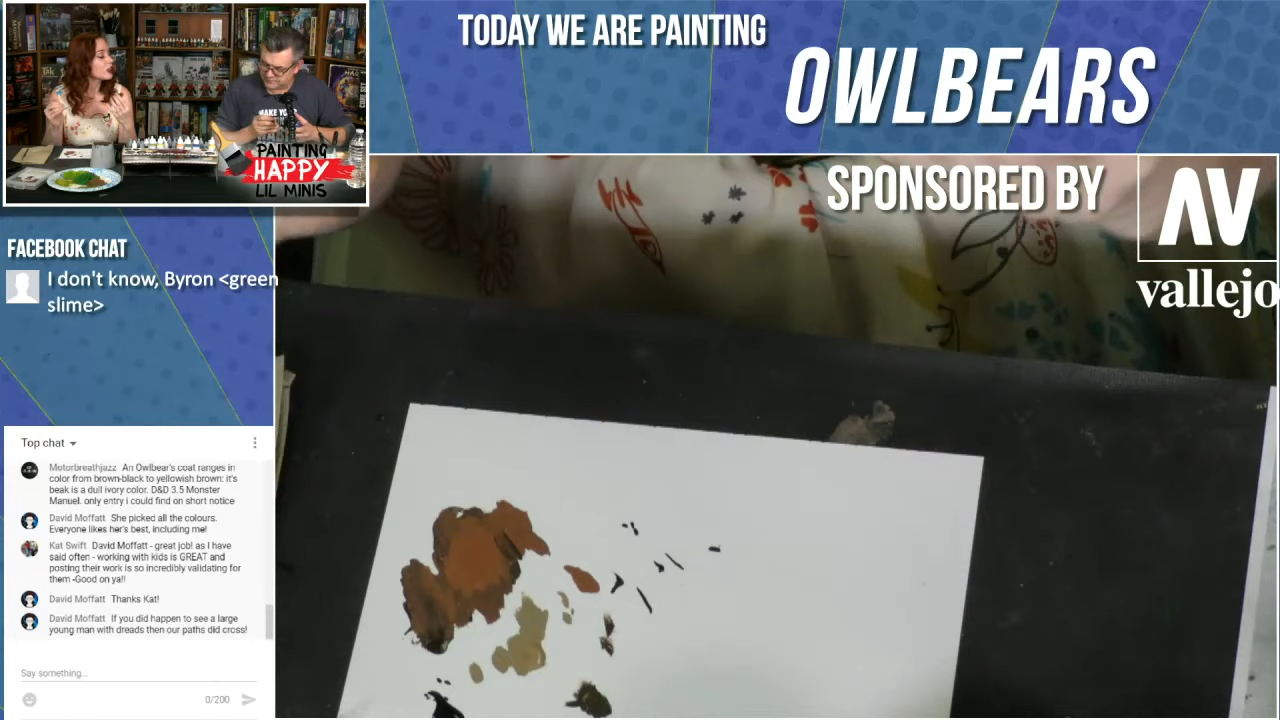 TODAY WE ARE PAINTING
OWLBEARS
MAKE YO
PAINTING
HAPPY
LIL MINIS
SPONSORED BY
AV
vallejo
FACEBOOK CHAT
I don't know, Byron <green
slime>
Top chat
Motorbreathjazz An Owlbear's coat ranges in
color from brown-black to yellowish brown: it's
beak is a dull ivory color. D&D 3.5 Monster
Manuel. only entry i could find on short notice
David Moffatt She picked all the colours.
Everyone likes her's best, including me!
Kat Swift David Moffatt - great job! as I have
said often - working with kids is GREAT and
posting their work is so incredibly validating for
them -Good on ya!!
David Moffatt Thanks Kat!
David Moffatt If you did happen to see a large
young man with dreads then our paths did cross!
Say something...
0/200